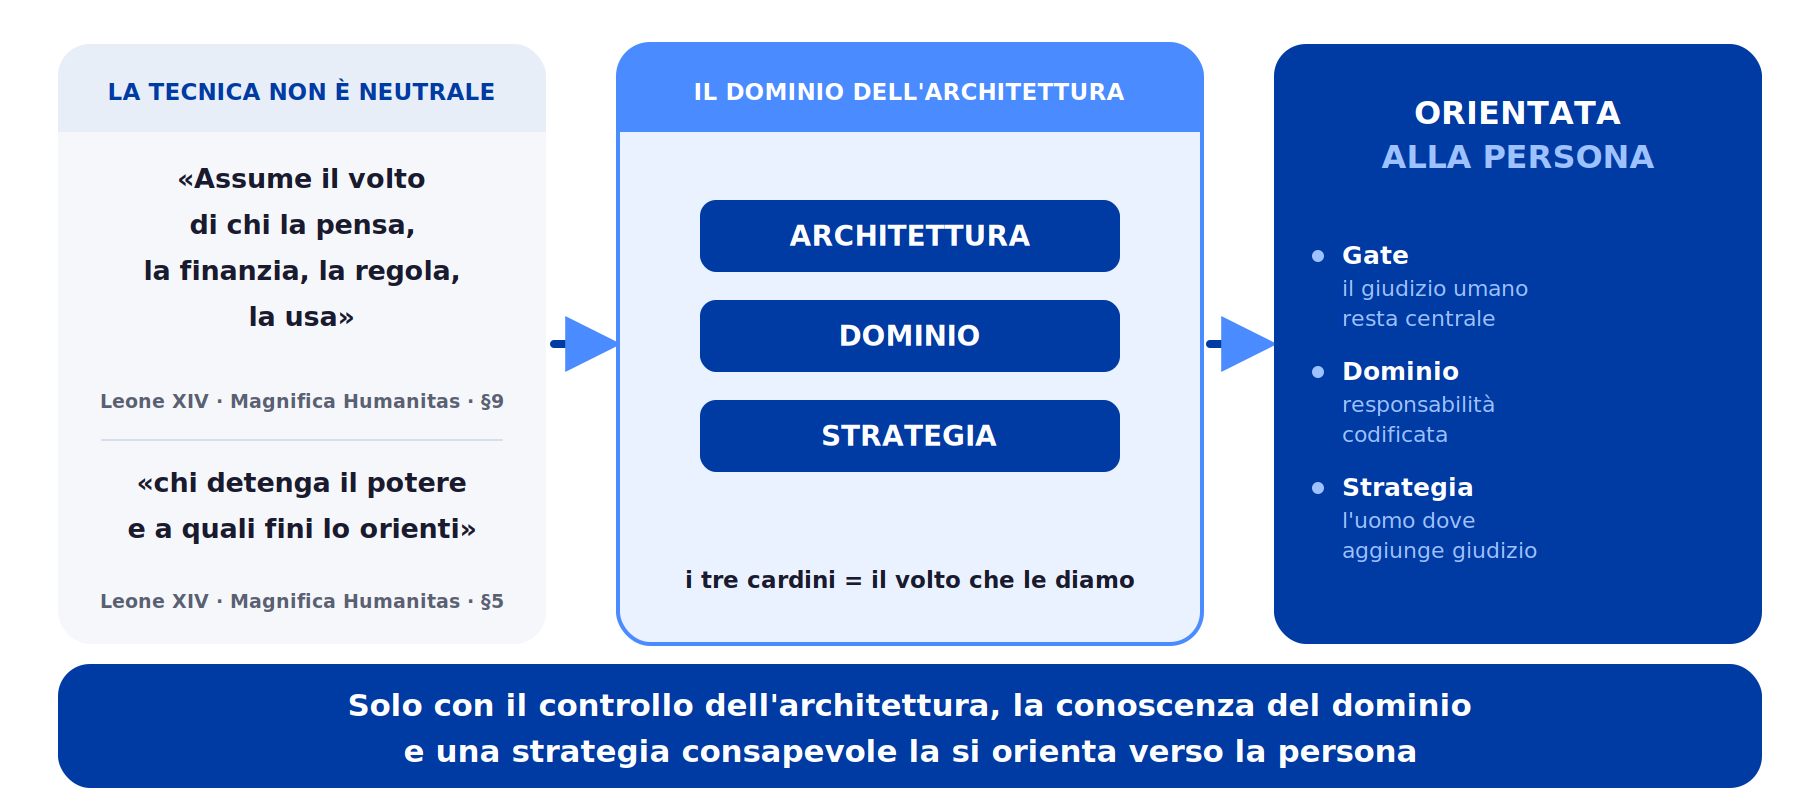 LA TECNICA NON È NEUTRALE
«Assume il volto
di chi la pensa,
la finanzia, la regola,
la usa»
Leone XIV · Magnifica Humanitas · §9
«chi detenga il potere
e a quali fini lo orienti»
Leone XIV · Magnifica Humanitas · §5
IL DOMINIO DELL'ARCHITETTURA
ARCHITETTURA
DOMINIO
STRATEGIA
i tre cardini = il volto che le diamo
ORIENTATA
ALLA PERSONA
Gate
il giudizio umano
resta centrale
Dominio
responsabilità
codificata
Strategia
l'uomo dove
aggiunge giudizio
Solo con il controllo dell'architettura, la conoscenza del dominio
e una strategia consapevole la si orienta verso la persona